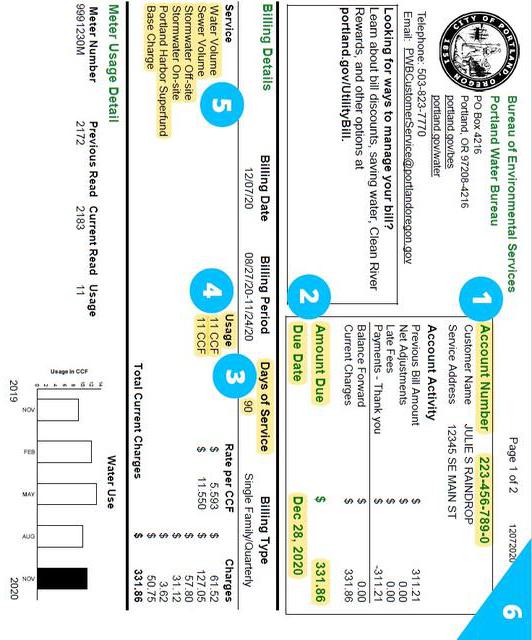 CITY OF PORTLAND, OREGON
1851
Bureau of Environmental Services
Portland Water Bureau
PO Box 4216
Portland, OR 97208-4216
portland.gov/bes
portland.gov/water
Telephone: 503-823-7770
Email: PWBCustomerService@portlandoregon.gov
Page 1 of 2
12072020
6
1
Account Number 223-456-789-0
Customer Name JULIE S RAINDROP
Service Address 12345 SE MAIN ST
Looking for ways to manage your bill?
Learn about bill discounts, saving water, Clean River
Rewards, and other options at
portland.gov/UtilityBill.
Account Activity
Previous Bill Amount $ 311.21
Net Adjustments 0.00
Late Fees 0.00
Payments - Thank you -311.21
Balance Forward $ 0.00
Current Charges $ 331.86
2
Amount Due $ 331.86
Due Date Dec 28, 2020
Billing Details
Billing Date Billing Period Days of Service Billing Type
12/07/20 08/27/20-11/24/20 90 Single Family/Quarterly
3
Service Usage Rate per CCF Charges
5
4
Water Volume 11 CCF $ 5.593 $ 61.52
Sewer Volume 11 CCF $ 11.550 $ 127.05
Stormwater Off-site $ 57.80
Stormwater On-site $ 31.12
Portland Harbor Superfund $ 3.62
Base Charge $ 50.75
Total Current Charges $ 331.86
Meter Usage Detail
Meter Number Previous Read Current Read Usage
9991230M 2172 2183 11
Water Use
Usage in CCF
14
12
10
8
6
4
2
0
NOV FEB MAY AUG NOV
2019 2020